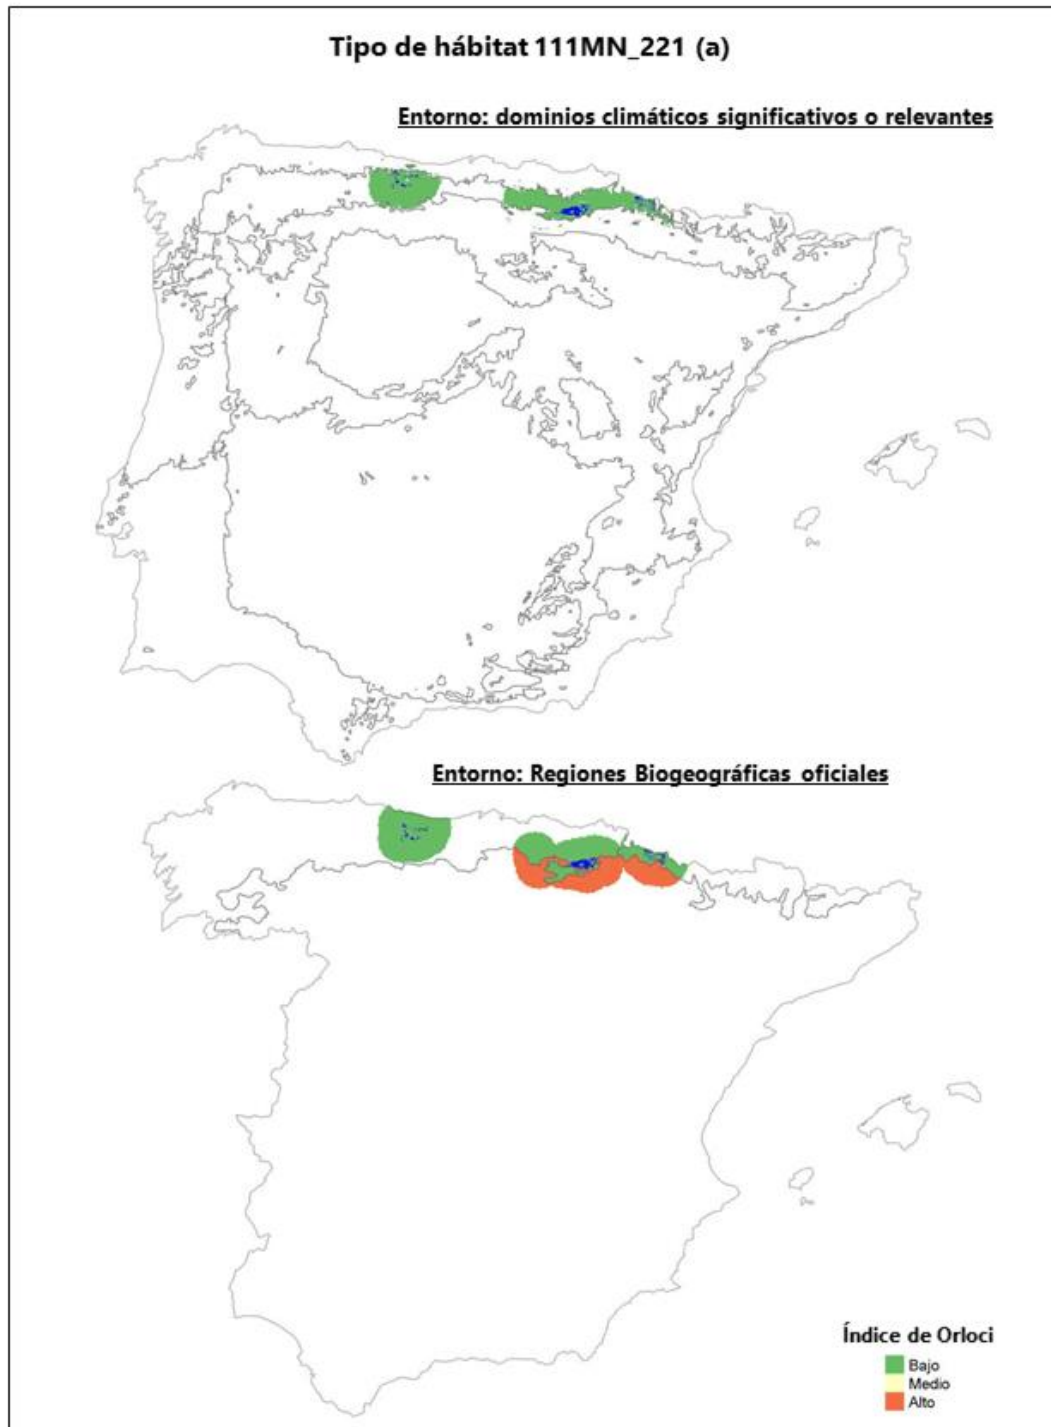 Tipo de hábitat 111MN_221 (a)
Entorno: dominios climáticos significativos o relevantes
Entorno: Regiones Biogeográficas oficiales
Índice de Orloci
Bajo
Medio
Alto